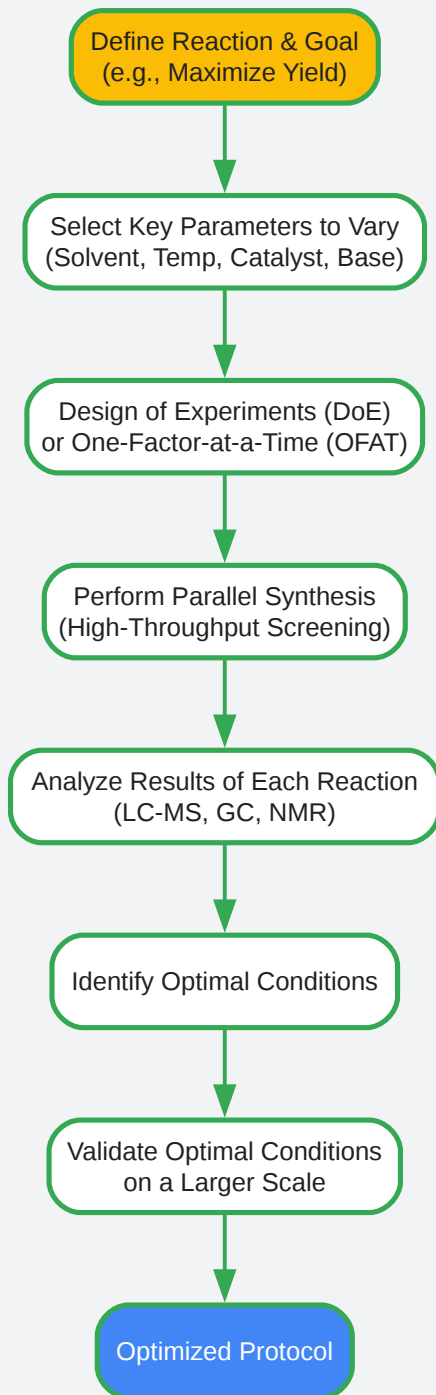 Define Reaction & Goal
(e.g., Maximize Yield)
Select Key Parameters to Vary
(Solvent, Temp, Catalyst, Base)
Design of Experiments (DoE)
or One-Factor-at-a-Time (OFAT)
Perform Parallel Synthesis
(High-Throughput Screening)
Analyze Results of Each Reaction
(LC-MS, GC, NMR)
Identify Optimal Conditions
Validate Optimal Conditions
on a Larger Scale
Optimized Protocol